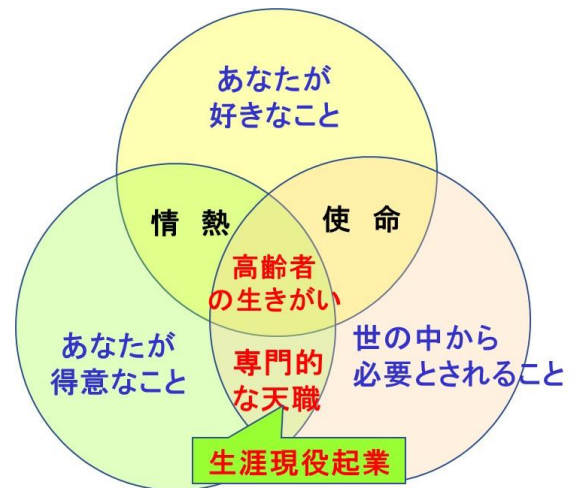 あなたが
好きなこと
情 熱
使 命
高齢者
の生きがい
あなたが
得意なこと
専門的
な天職
世の中から
必要とされること
生涯現役起業